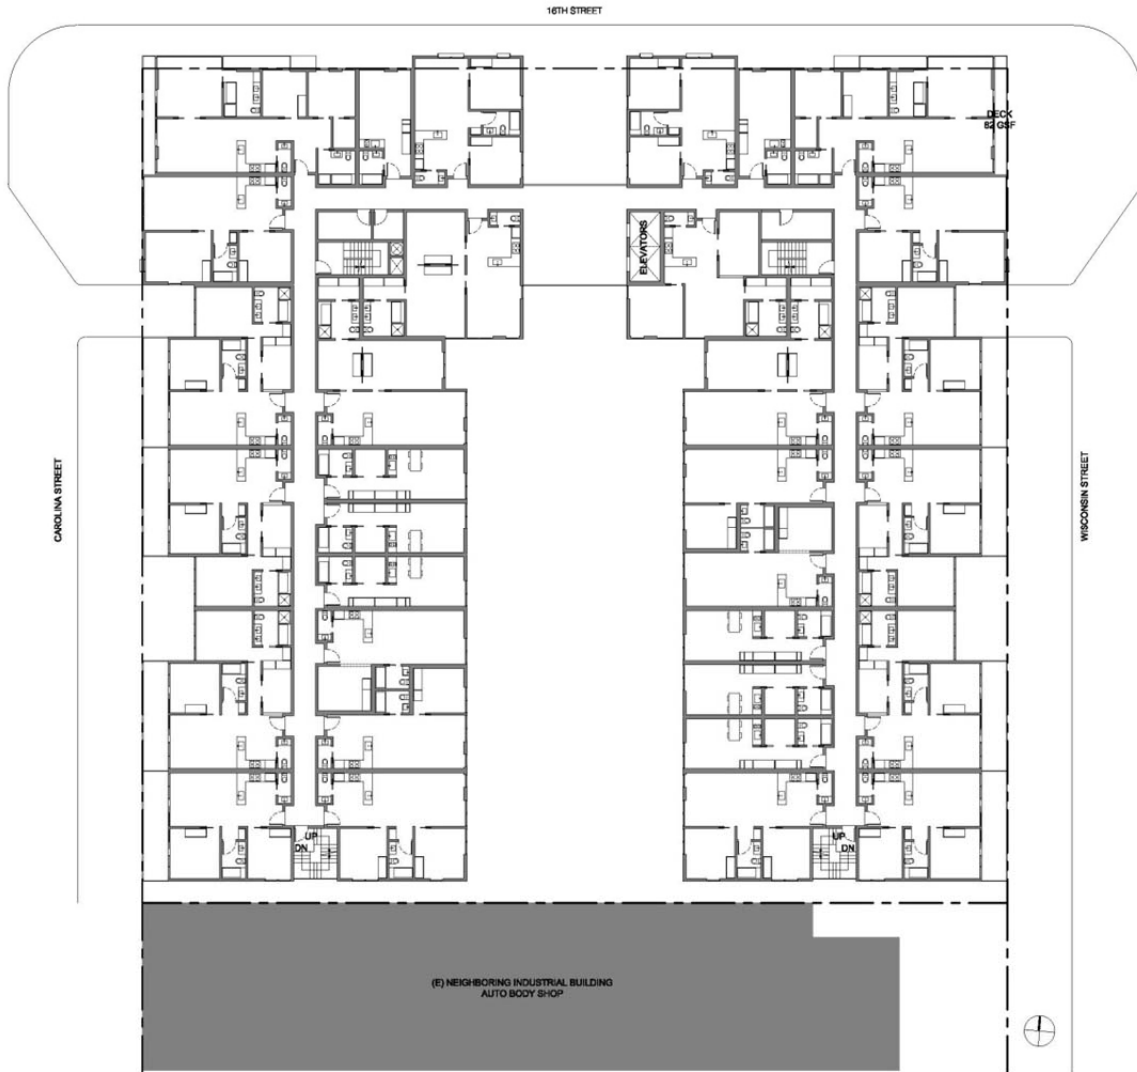 16TH STREET
DECK
82 GSF
ELEVATORS
CAROLINA STREET
WISCONSIN STREET
UP
DN
UP
DN
(E) NEIGHBORING INDUSTRIAL BUILDING
AUTO BODY SHOP